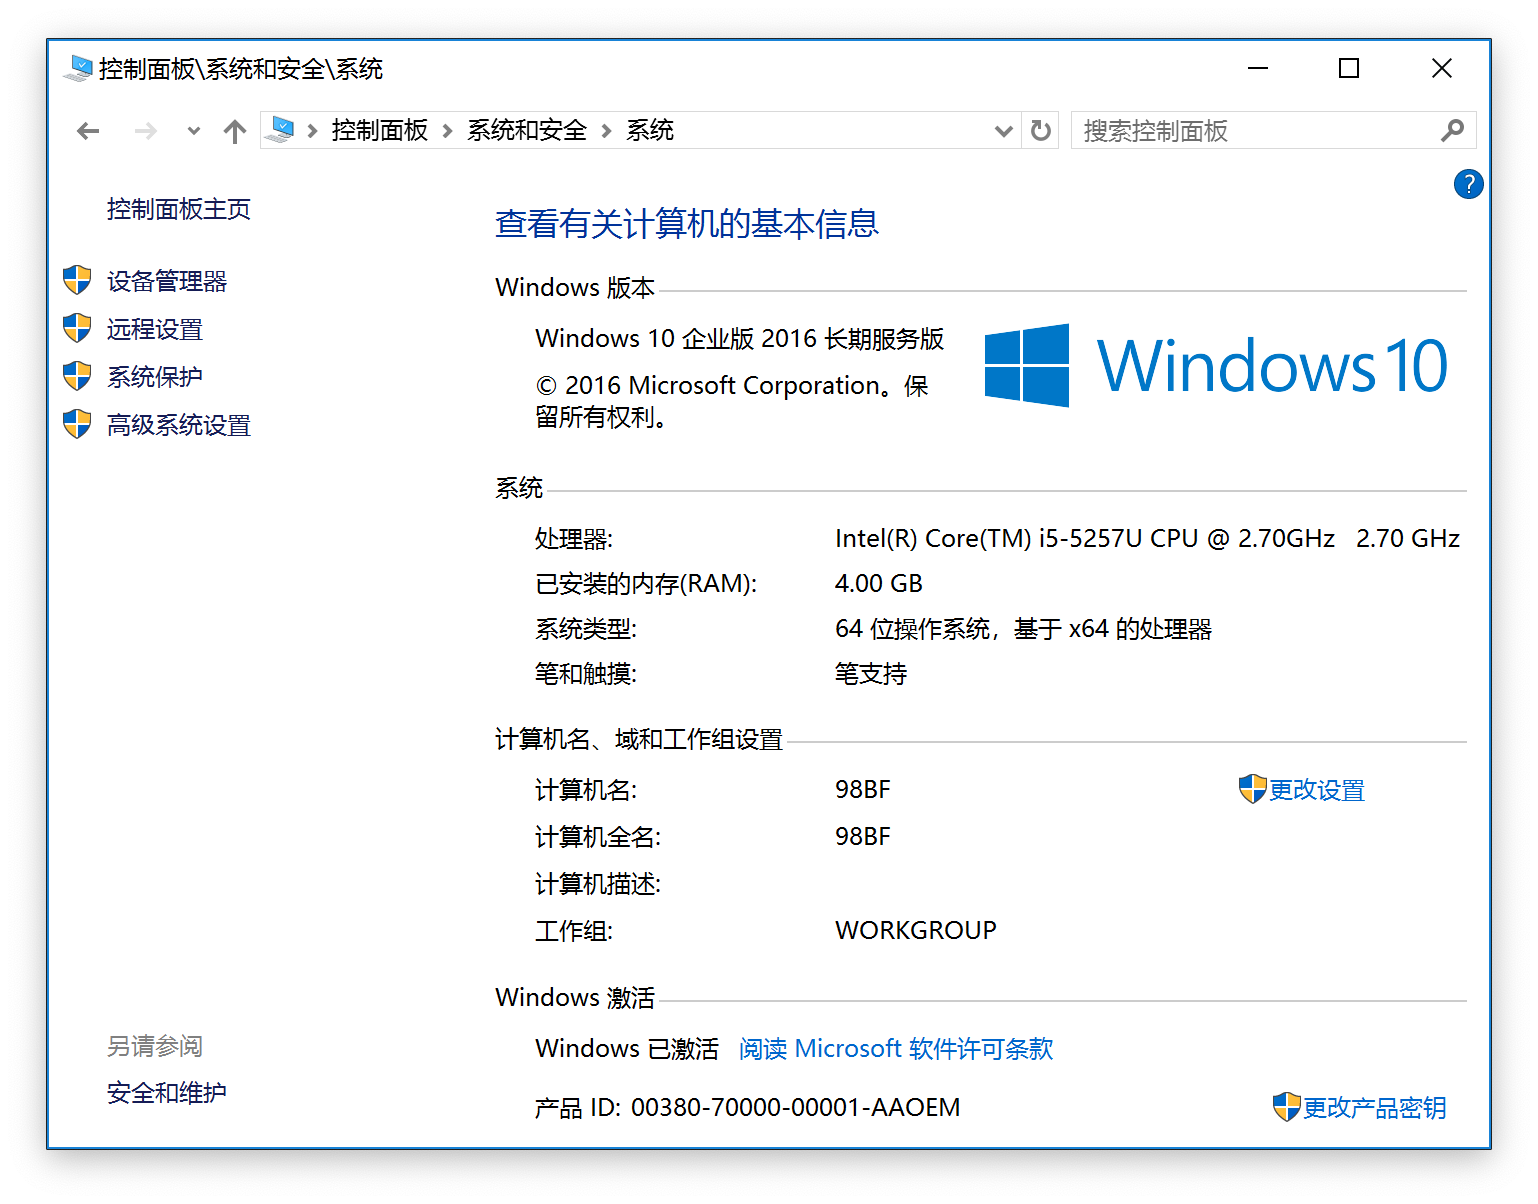 控制面板\系统和安全\系统
控制面板 系统和安全 系统
搜索控制面板
?
控制面板主页
设备管理器
远程设置
系统保护
高级系统设置
另请参阅
安全和维护
查看有关计算机的基本信息
Windows 版本
Windows 10 企业版 2016 长期服务版
© 2016 Microsoft Corporation。保
留所有权利。
Windows 10
系统
处理器: Intel(R) Core(TM) i5-5257U CPU @ 2.70GHz 2.70 GHz
已安装的内存(RAM): 4.00 GB
系统类型: 64 位操作系统，基于 x64 的处理器
笔和触摸: 笔支持
计算机名、域和工作组设置
计算机名: 98BF 更改设置
计算机全名: 98BF
计算机描述:
工作组: WORKGROUP
Windows 激活
Windows 已激活 阅读 Microsoft 软件许可条款
产品 ID: 00380-70000-00001-AAOEM 更改产品密钥